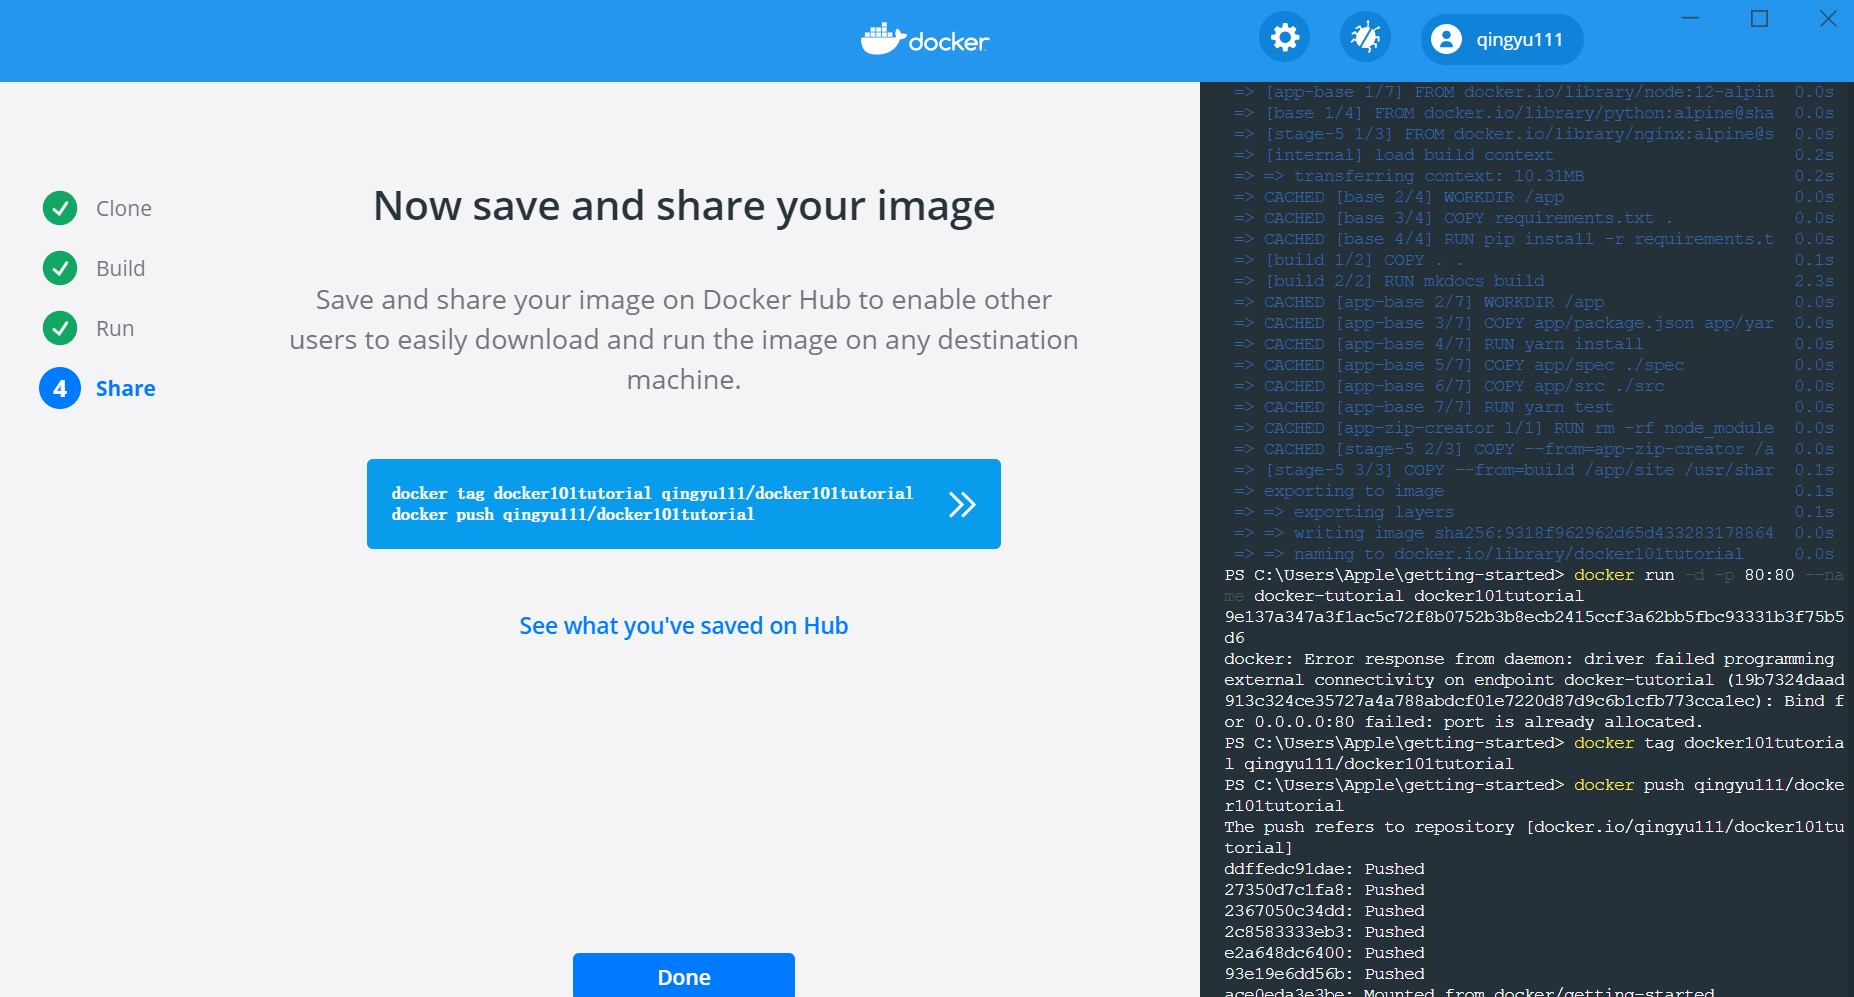 docker
qingyu111
Clone
Build
Run
4 Share
Now save and share your image
Save and share your image on Docker Hub to enable other
users to easily download and run the image on any destination
machine.
docker tag docker101tutorial qingyu111/docker101tutorial
docker push qingyu111/docker101tutorial
See what you've saved on Hub
Done
=> [app-base 1/7] FROM docker.io/library/node:12-alpin 0.0s
=> [base 1/4] FROM docker.io/library/python:alpine@sha 0.0s
=> [stage-5 1/3] FROM docker.io/library/nginx:alpine@s 0.0s
=> [internal] load build context 0.2s
=> => transferring context: 10.31MB 0.2s
=> CACHED [base 2/4] WORKDIR /app 0.0s
=> CACHED [base 3/4] COPY requirements.txt . 0.0s
=> CACHED [base 4/4] RUN pip install -r requirements.t 0.0s
=> [build 1/2] COPY . . 0.1s
=> [build 2/2] RUN mkdocs build 2.3s
=> CACHED [app-base 2/7] WORKDIR /app 0.0s
=> CACHED [app-base 3/7] COPY app/package.json app/yar 0.0s
=> CACHED [app-base 4/7] RUN yarn install 0.0s
=> CACHED [app-base 5/7] COPY app/spec ./spec 0.0s
=> CACHED [app-base 6/7] COPY app/src ./src 0.0s
=> CACHED [app-base 7/7] RUN yarn test 0.0s
=> CACHED [app-zip-creator 1/1] RUN rm -rf node_module 0.0s
=> CACHED [stage-5 2/3] COPY --from=app-zip-creator /a 0.0s
=> [stage-5 3/3] COPY --from=build /app/site /usr/shar 0.1s
=> exporting to image 0.1s
=> => exporting layers 0.1s
=> => writing image sha256:9318f962962d65d433283178864 0.0s
=> => naming to docker.io/library/docker101tutorial 0.0s
PS C:\Users\Apple\getting-started> docker run -d -p 80:80 --na
me docker-tutorial docker101tutorial
9e137a347a3f1ac5c72f8b0752b3b8ecb2415ccf3a62bb5fbc93331b3f75b5
d6
docker: Error response from daemon: driver failed programming
external connectivity on endpoint docker-tutorial (19b7324daad
913c324ce35727a4a788abdcf01e7220d87d9c6b1cfb773cca1ec): Bind f
or 0.0.0.0:80 failed: port is already allocated.
PS C:\Users\Apple\getting-started> docker tag docker101tutoria
l qingyu111/docker101tutorial
PS C:\Users\Apple\getting-started> docker push qingyu111/docke
r101tutorial
The push refers to repository [docker.io/qingyu111/docker101tu
torial]
ddffedc91dae: Pushed
27350d7c1fa8: Pushed
2367050c34dd: Pushed
2c8583333eb3: Pushed
e2a648dc6400: Pushed
93e19e6dd56b: Pushed
ace0eda3e3be: Mounted from docker/getting-started